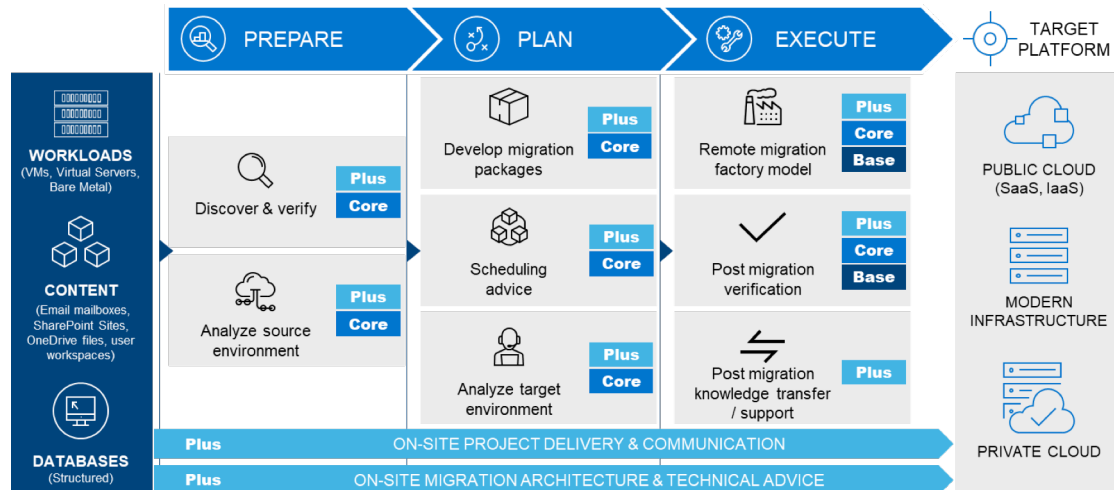 PREPARE
PLAN
EXECUTE
TARGET
PLATFORM
WORKLOADS
(VMs, Virtual Servers,
Bare Metal)
CONTENT
(Email mailboxes,
SharePoint Sites,
OneDrive files, user
workspaces)
DATABASES
(Structured)
Discover & verify
Plus
Core
Analyze source
environment
Plus
Core
Develop migration
packages
Plus
Core
Scheduling
advice
Plus
Core
Analyze target
environment
Plus
Core
Remote migration
factory model
Plus
Core
Base
Post migration
verification
Plus
Core
Base
Post migration
knowledge transfer
/ support
Plus
PUBLIC CLOUD
(SaaS, IaaS)
MODERN
INFRASTRUCTURE
PRIVATE CLOUD
Plus ON-SITE PROJECT DELIVERY & COMMUNICATION
Plus ON-SITE MIGRATION ARCHITECTURE & TECHNICAL ADVICE